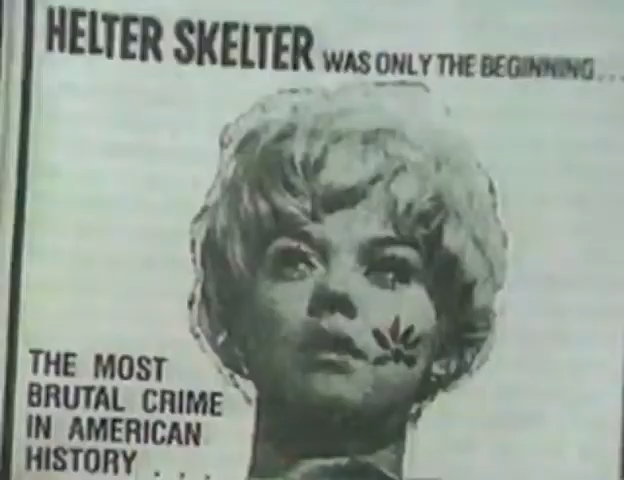 HELTER SKELTER WAS ONLY THE BEGINNING...
THE MOST
BRUTAL CRIME
IN AMERICAN
HISTORY . . .